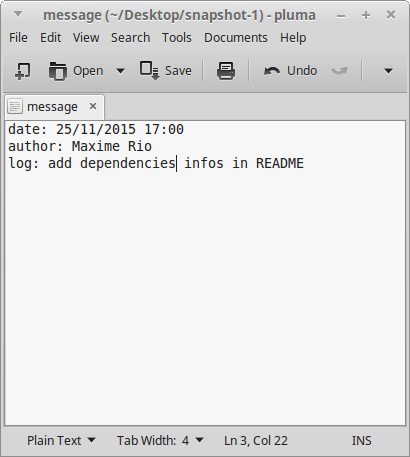 message (~/Desktop/snapshot-1) - pluma
File Edit View Search Tools Documents Help
Open Save Undo
message
date: 25/11/2015 17:00
author: Maxime Rio
log: add dependencies infos in README
Plain Text Tab Width: 4 Ln 3, Col 22 INS